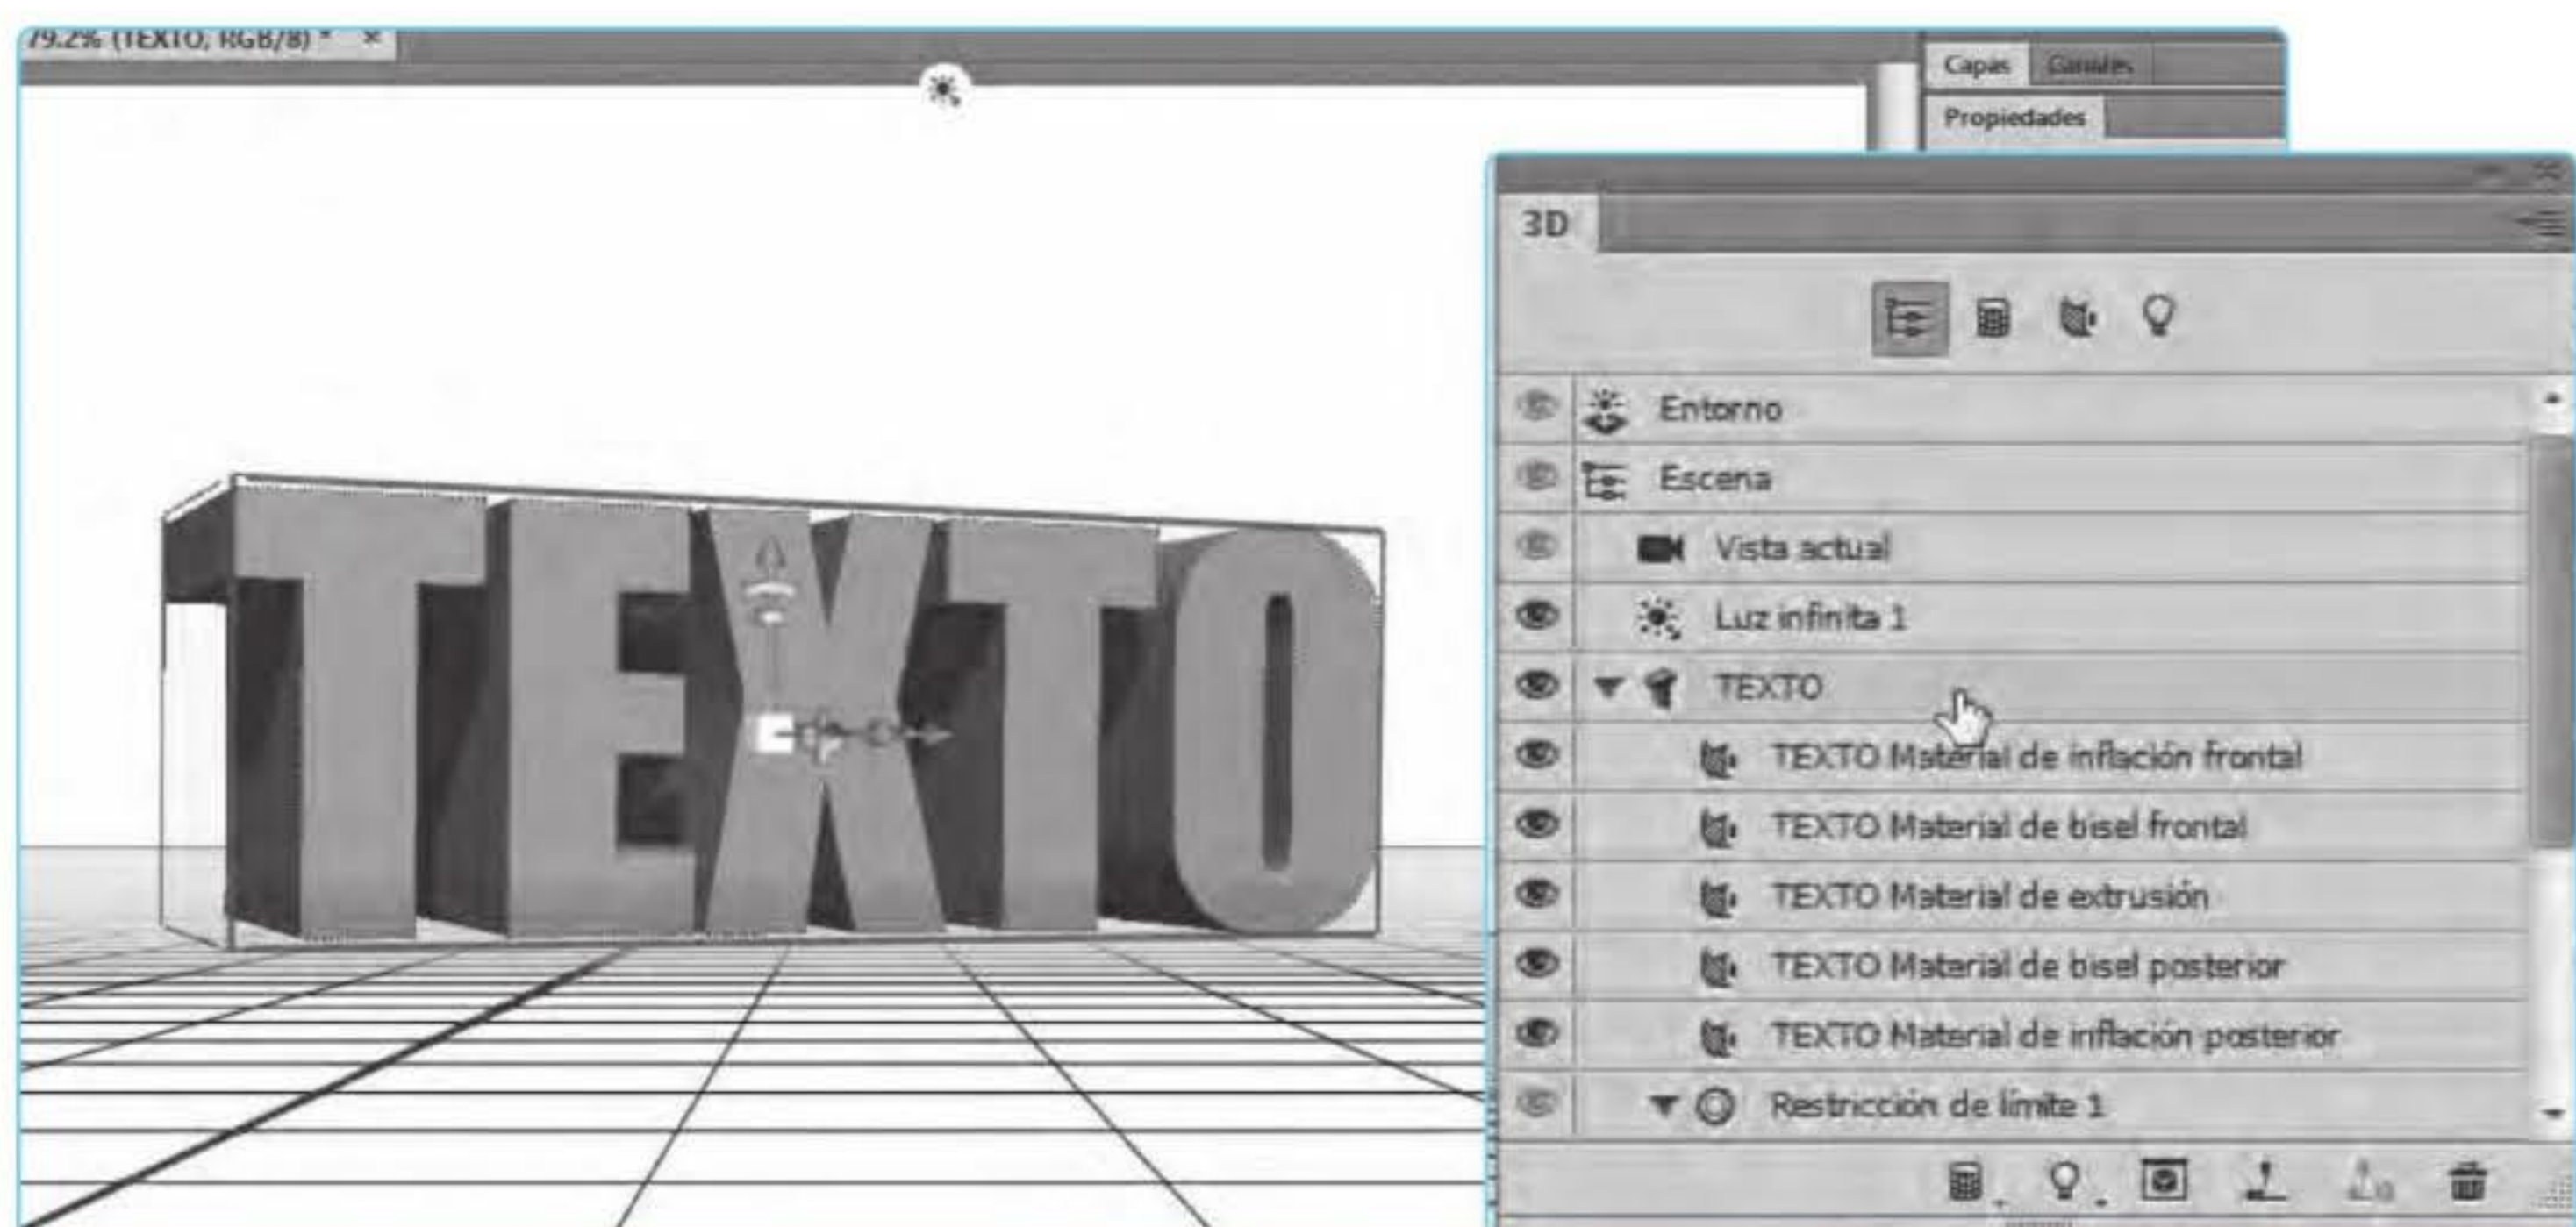 79.2% (TEXTO, RGB/8) *
Capas Canales
Propiedades
3D
Entorno
Escena
Vista actual
Luz infinita 1
TEXTO
TEXTO Material de inflación frontal
TEXTO Material de bisel frontal
TEXTO Material de extrusión
TEXTO Material de bisel posterior
TEXTO Material de inflación posterior
Restricción de límite 1
TEXTO